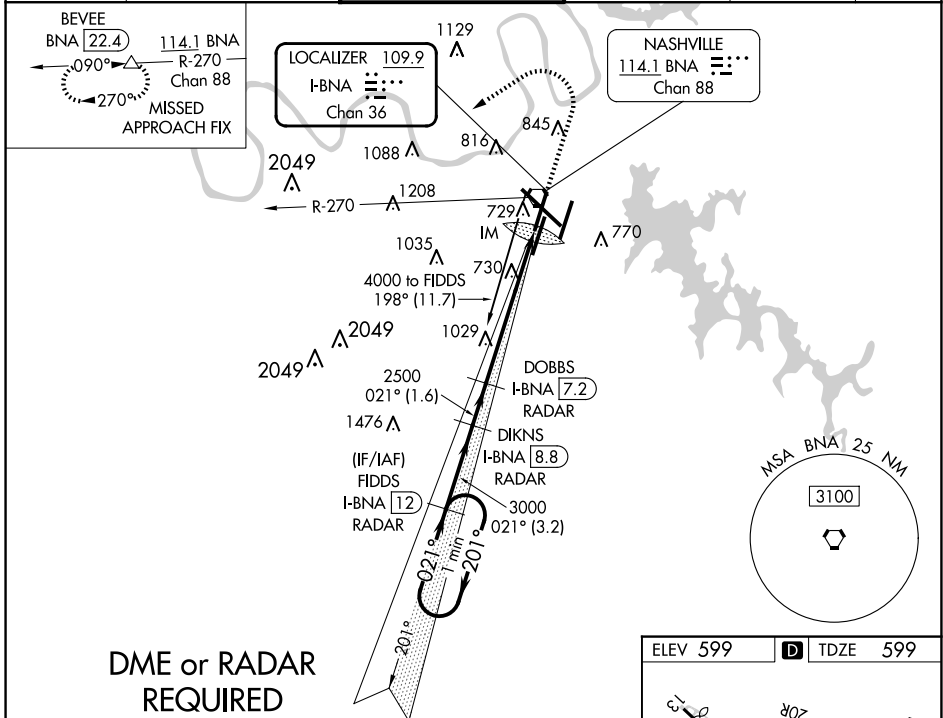 BEVEE
BNA 22.4
114.1 BNA
090°
R-270
Chan 88
270°
MISSED
APPROACH FIX
LOCALIZER 109.9
I-BNA
Chan 36
1129
NASHVILLE
114.1 BNA
Chan 88
845
816
1088
2049
1208
R-270
729
IM
770
1035
730
4000 to FIDDS
198° (11.7)
1029
2049
2049
DOBBS
I-BNA 7.2
RADAR
2500
021° (1.6)
1476
DIKNS
I-BNA 8.8
RADAR
(IF/IAF)
FIDDS
I-BNA 12
RADAR
3000
021° (3.2)
021°
1 min
201°
201°
MSA BNA 25 NM
3100
DME or RADAR
REQUIRED
ELEV 599
D
TDZE 599
13
20R